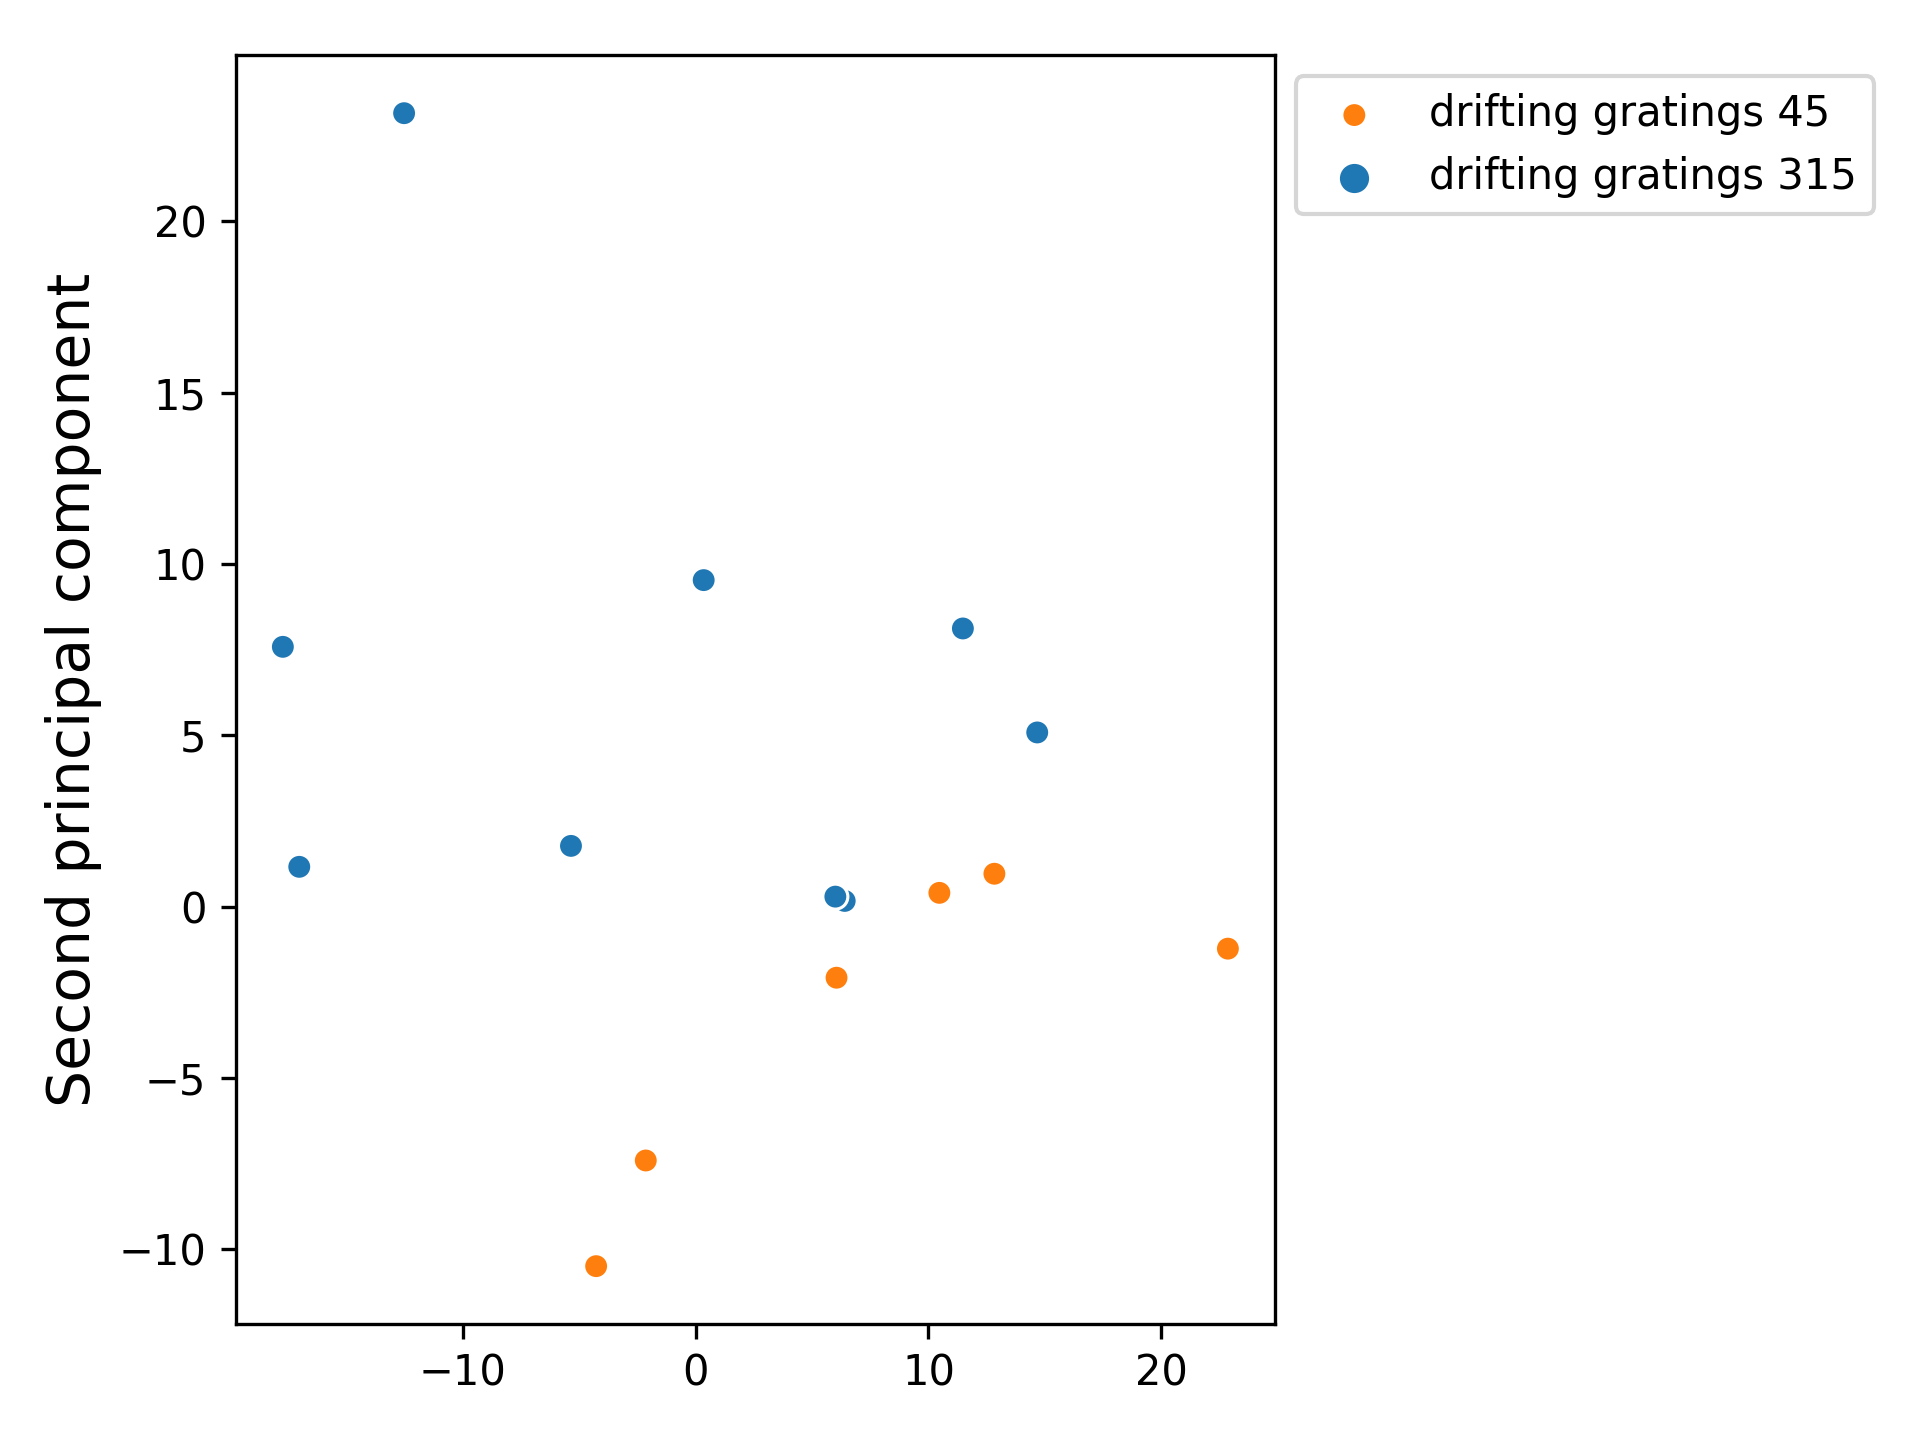 drifting gratings 45
drifting gratings 315
Second principal component
20
15
10
5
0
−5
−10
−10 0 10 20